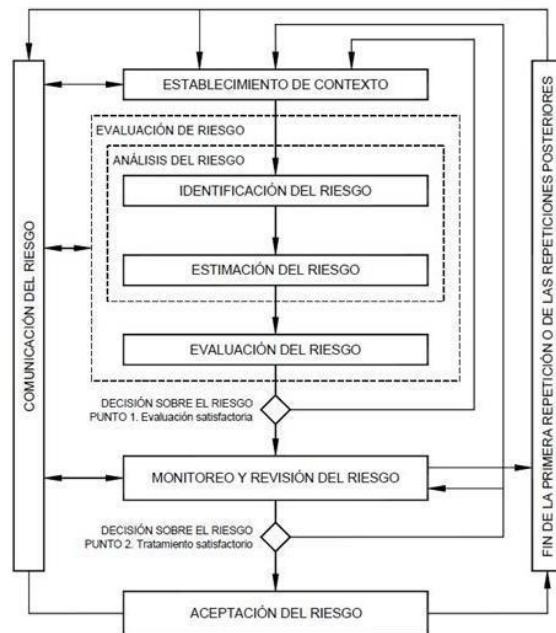 ESTABLECIMIENTO DE CONTEXTO
EVALUACIÓN DE RIESGO
ANÁLISIS DEL RIESGO
IDENTIFICACIÓN DEL RIESGO
ESTIMACIÓN DEL RIESGO
EVALUACIÓN DEL RIESGO
DECISIÓN SOBRE EL RIESGO
PUNTO 1. Evaluación satisfactoria
MONITOREO Y REVISIÓN DEL RIESGO
DECISIÓN SOBRE EL RIESGO
PUNTO 2. Tratamiento satisfactorio
ACEPTACIÓN DEL RIESGO
COMUNICACIÓN DEL RIESGO
FIN DE LA PRIMERA REPETICIÓN O DE LAS REPETICIONES POSTERIORES